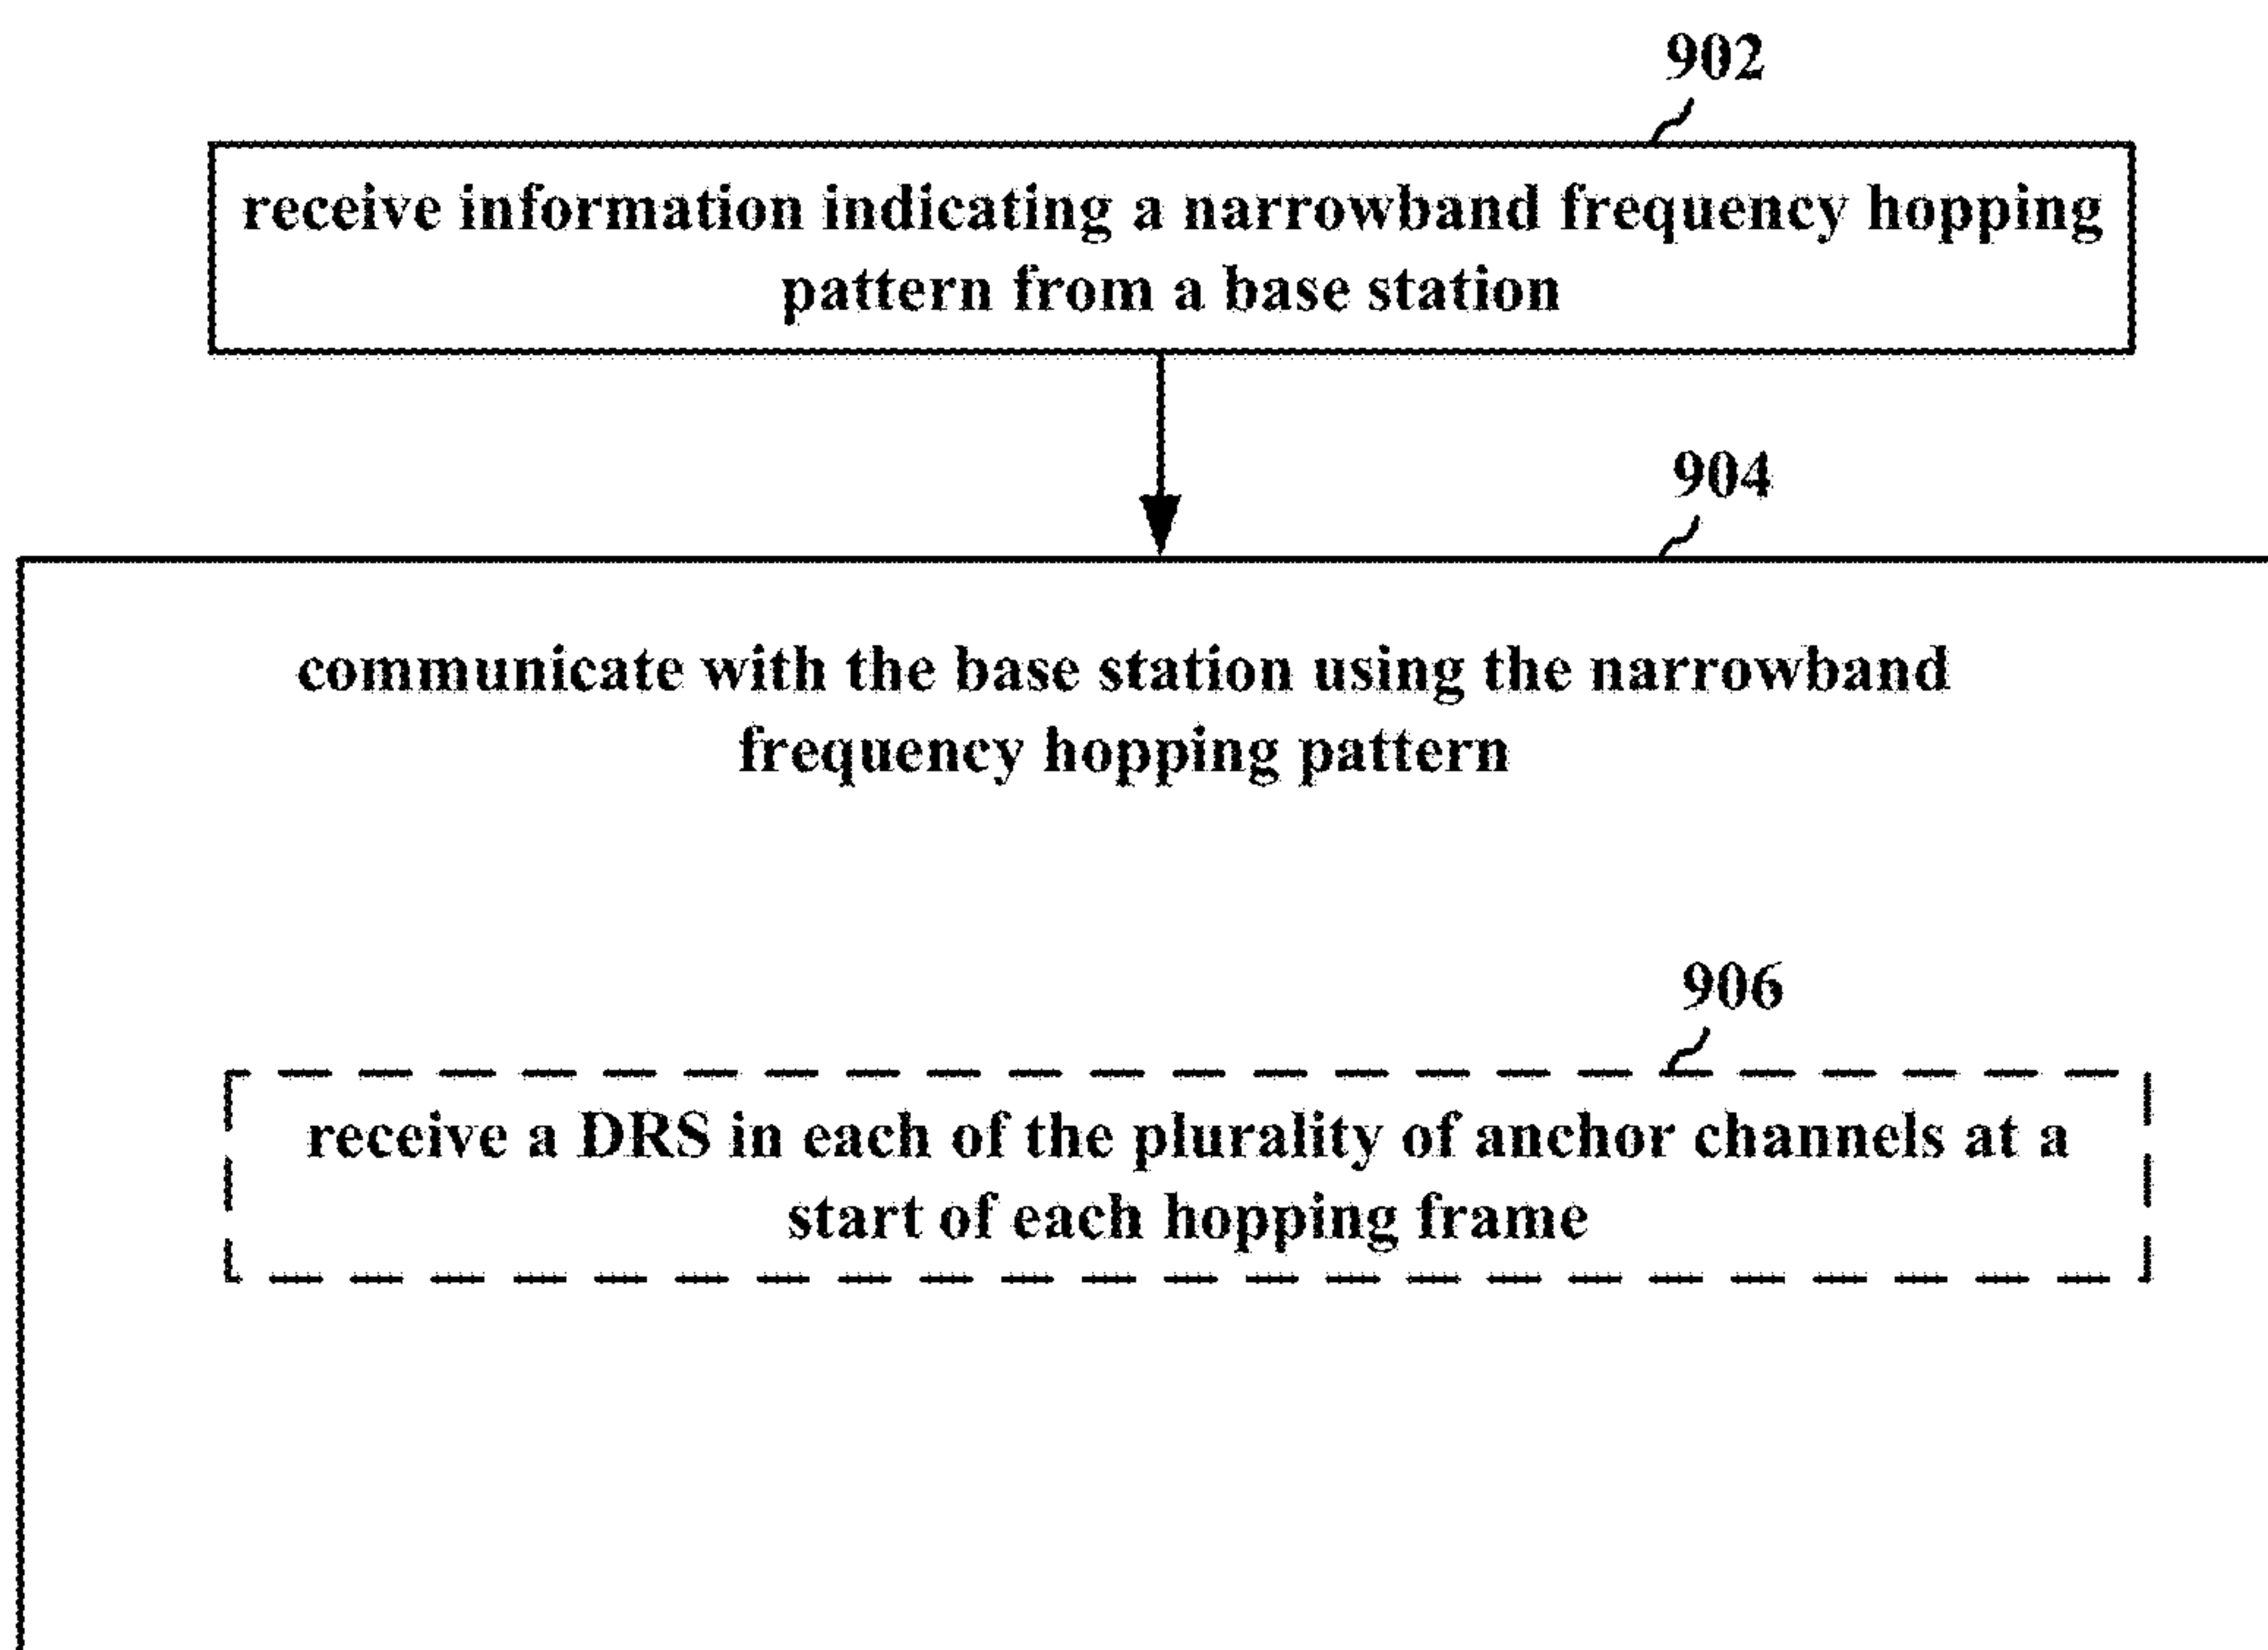 902
receive information indicating a narrowband frequency hopping
pattern from a base station
904
communicate with the base station using the narrowband
frequency hopping pattern
906
receive a DRS in each of the plurality of anchor channels at a
start of each hopping frame